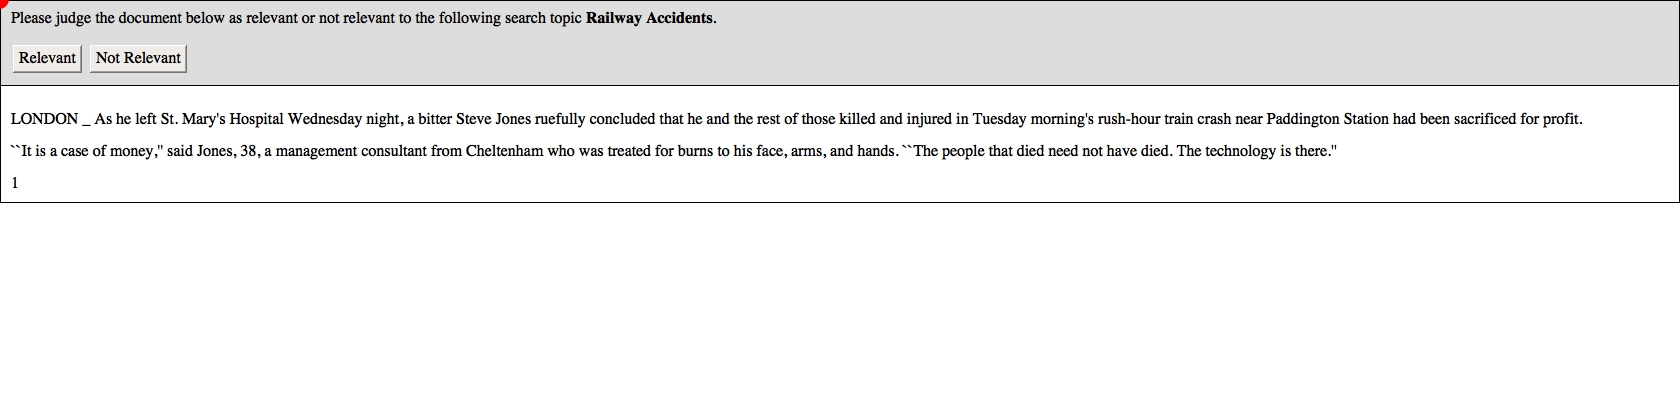 Please judge the document below as relevant or not relevant to the following search topic Railway Accidents.
Relevant Not Relevant
LONDON _ As he left St. Mary's Hospital Wednesday night, a bitter Steve Jones ruefully concluded that he and the rest of those killed and injured in Tuesday morning's rush-hour train crash near Paddington Station had been sacrificed for profit.
``It is a case of money,'' said Jones, 38, a management consultant from Cheltenham who was treated for burns to his face, arms, and hands. ``The people that died need not have died. The technology is there.''
1